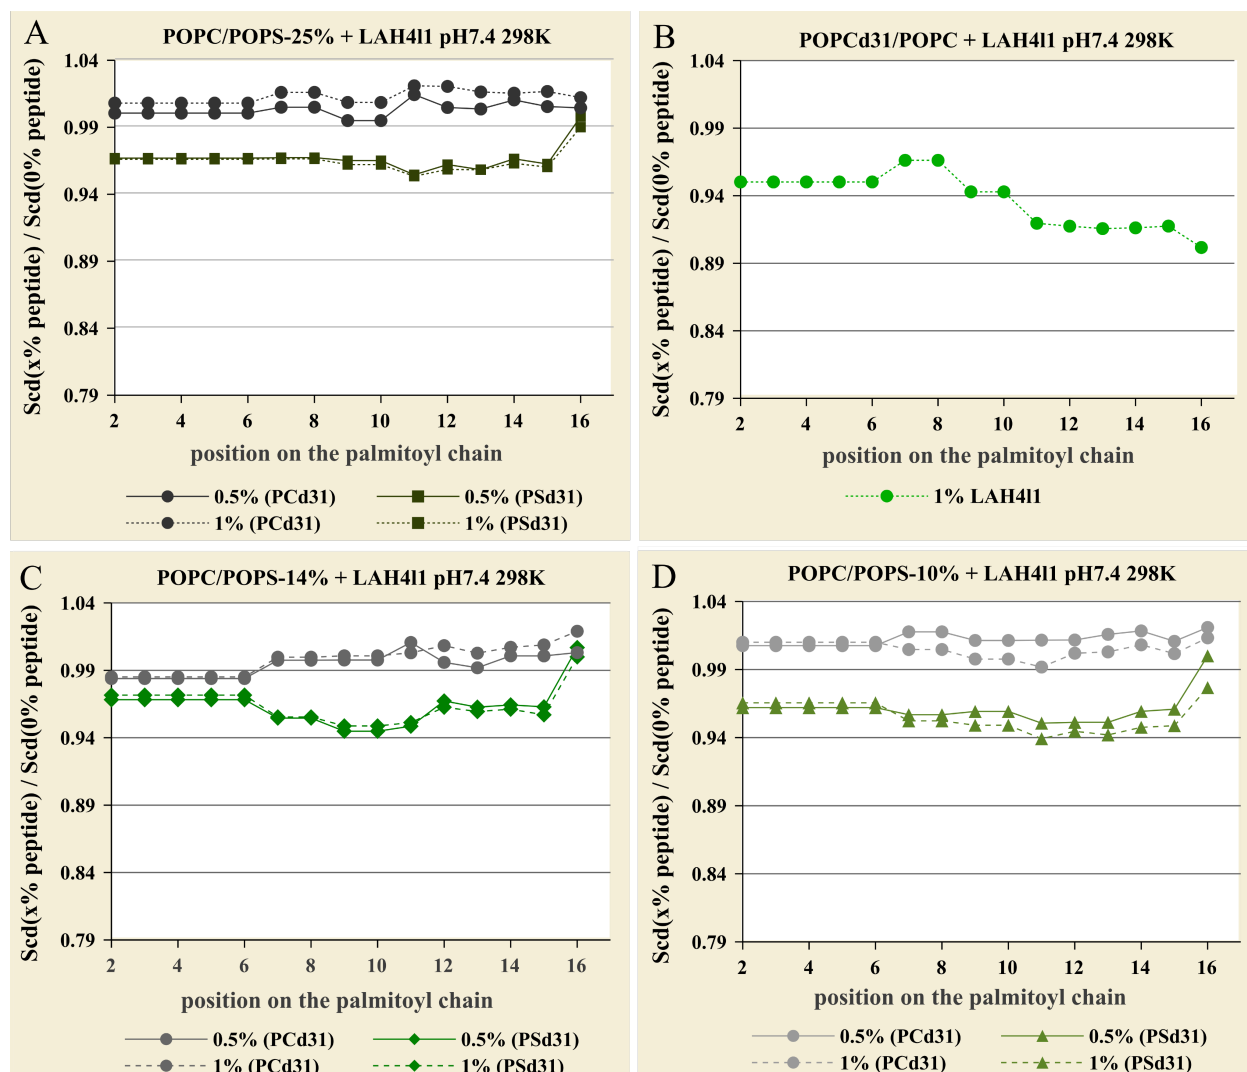 A
POPC/POPS-25% + LAH4l1 pH7.4 298K
Scd(x% peptide) / Scd(0% peptide)
1.04
0.99
0.94
0.89
0.84
0.79
2 4 6 8 10 12 14 16
position on the palmitoyl chain
0.5% (PCd31) 0.5% (PSd31)
1% (PCd31) 1% (PSd31)
B
POPCd31/POPC + LAH4l1 pH7.4 298K
Scd(x% peptide) / Scd(0% peptide)
1.04
0.99
0.94
0.89
0.84
0.79
2 4 6 8 10 12 14 16
position on the palmitoyl chain
1% LAH4l1
C
POPC/POPS-14% + LAH4l1 pH7.4 298K
Scd(x% peptide) / Scd(0% peptide)
1.04
0.99
0.94
0.89
0.84
0.79
2 4 6 8 10 12 14 16
position on the palmitoyl chain
0.5% (PCd31) 0.5% (PSd31)
1% (PCd31) 1% (PSd31)
D
POPC/POPS-10% + LAH4l1 pH7.4 298K
Scd(x% peptide) / Scd(0% peptide)
1.04
0.99
0.94
0.89
0.84
0.79
2 4 6 8 10 12 14 16
position on the palmitoyl chain
0.5% (PCd31) 0.5% (PSd31)
1% (PCd31) 1% (PSd31)